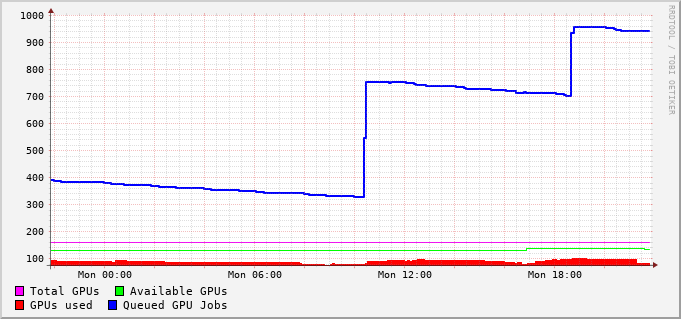 1000
900
800
700
600
500
400
300
200
100
Mon 00:00 Mon 06:00 Mon 12:00 Mon 18:00
Total GPUs Available GPUs
GPUs used Queued GPU Jobs
RRDTOOL / TOBI OETIKER